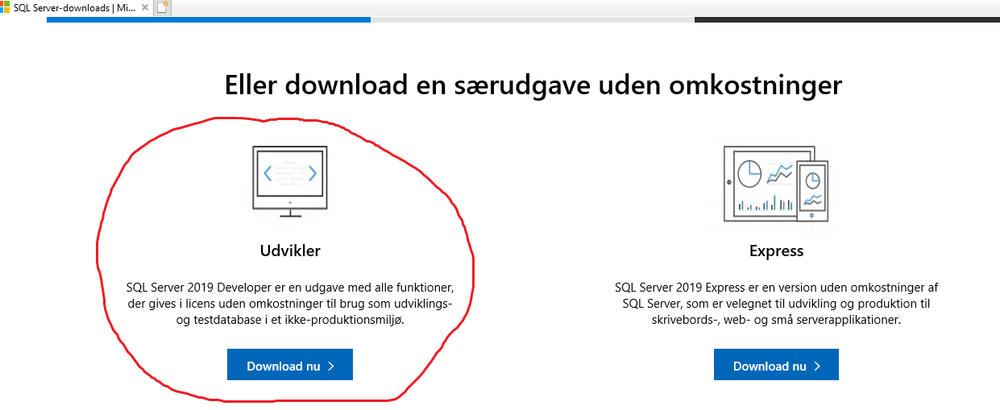 SQL Server-downloads | Mi...
Eller download en særudgave uden omkostninger
Udvikler
SQL Server 2019 Developer er en udgave med alle funktioner,
der gives i licens uden omkostninger til brug som udviklings-
og testdatabase i et ikke-produktionsmiljø.
Download nu
Express
SQL Server 2019 Express er en version uden omkostninger af
SQL Server, som er velegnet til udvikling og produktion til
skrivebords-, web- og små serverapplikationer.
Download nu